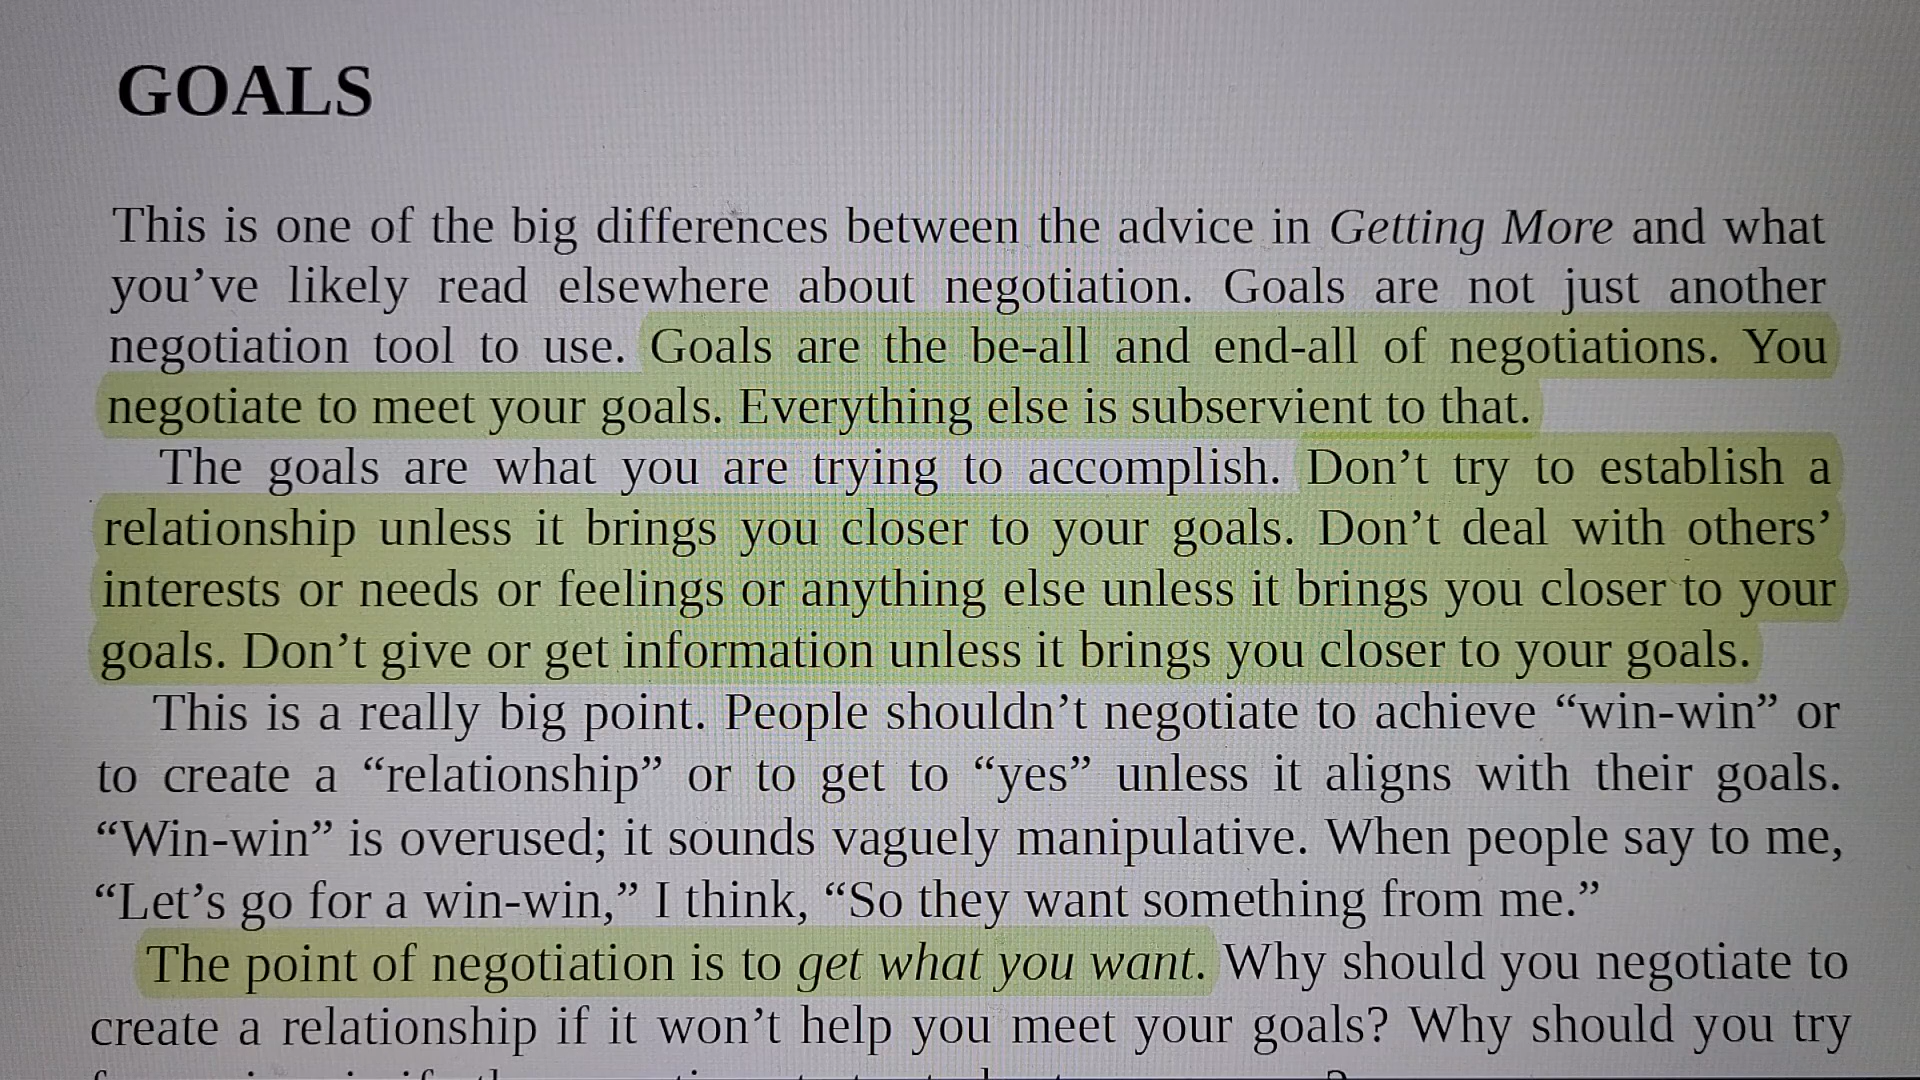 GOALS
This is one of the big differences between the advice in Getting More and what
you’ve likely read elsewhere about negotiation. Goals are not just another
negotiation tool to use. Goals are the be-all and end-all of negotiations. You
negotiate to meet your goals. Everything else is subservient to that.
The goals are what you are trying to accomplish. Don’t try to establish a
relationship unless it brings you closer to your goals. Don’t deal with others’
interests or needs or feelings or anything else unless it brings you closer to your
goals. Don’t give or get information unless it brings you closer to your goals.
This is a really big point. People shouldn’t negotiate to achieve “win-win” or
to create a “relationship” or to get to “yes” unless it aligns with their goals.
“Win-win” is overused; it sounds vaguely manipulative. When people say to me,
“Let’s go for a win-win,” I think, “So they want something from me.”
The point of negotiation is to get what you want. Why should you negotiate to
create a relationship if it won’t help you meet your goals? Why should you try